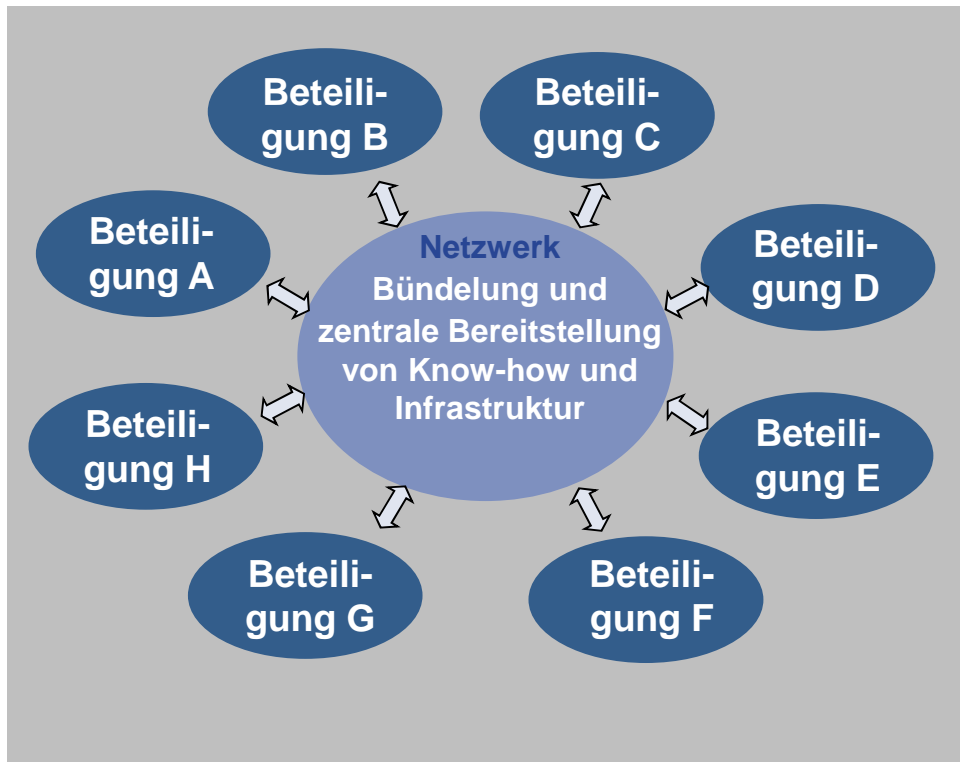 Beteili-
gung B
Beteili-
gung C
Beteili-
gung A
Netzwerk
Bündelung und
zentrale Bereitstellung
von Know-how und
Infrastruktur
Beteili-
gung D
Beteili-
gung H
Beteili-
gung E
Beteili-
gung G
Beteili-
gung F